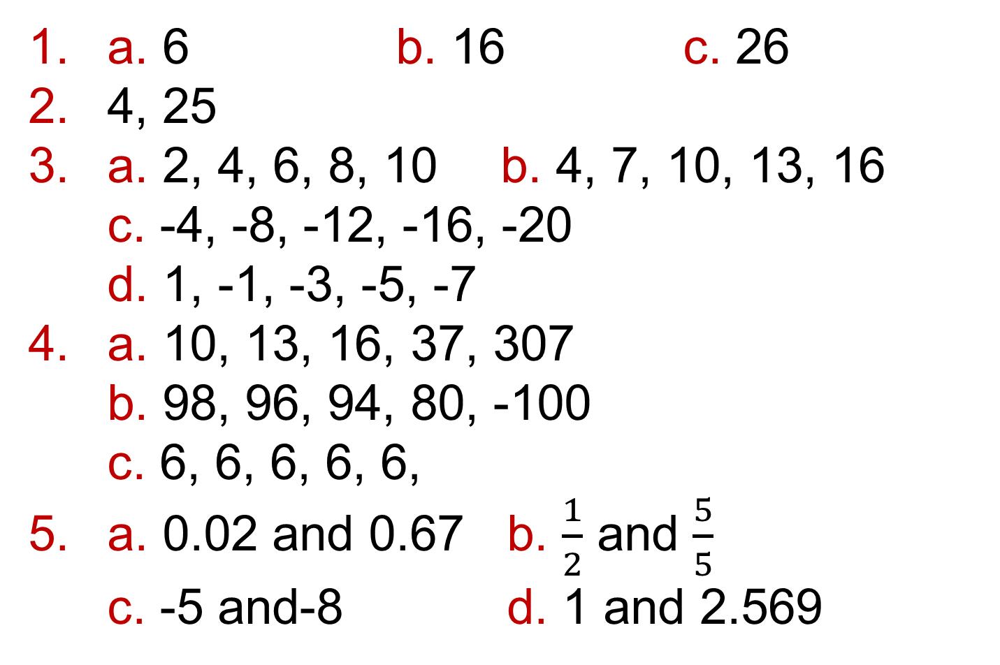 1. a. 6 b. 16 c. 26
2. 4, 25
3. a. 2, 4, 6, 8, 10 b. 4, 7, 10, 13, 16
c. -4, -8, -12, -16, -20
d. 1, -1, -3, -5, -7
4. a. 10, 13, 16, 37, 307
b. 98, 96, 94, 80, -100
c. 6, 6, 6, 6, 6,
5. a. 0.02 and 0.67 b. 1/2 and 5/5
c. -5 and-8 d. 1 and 2.569